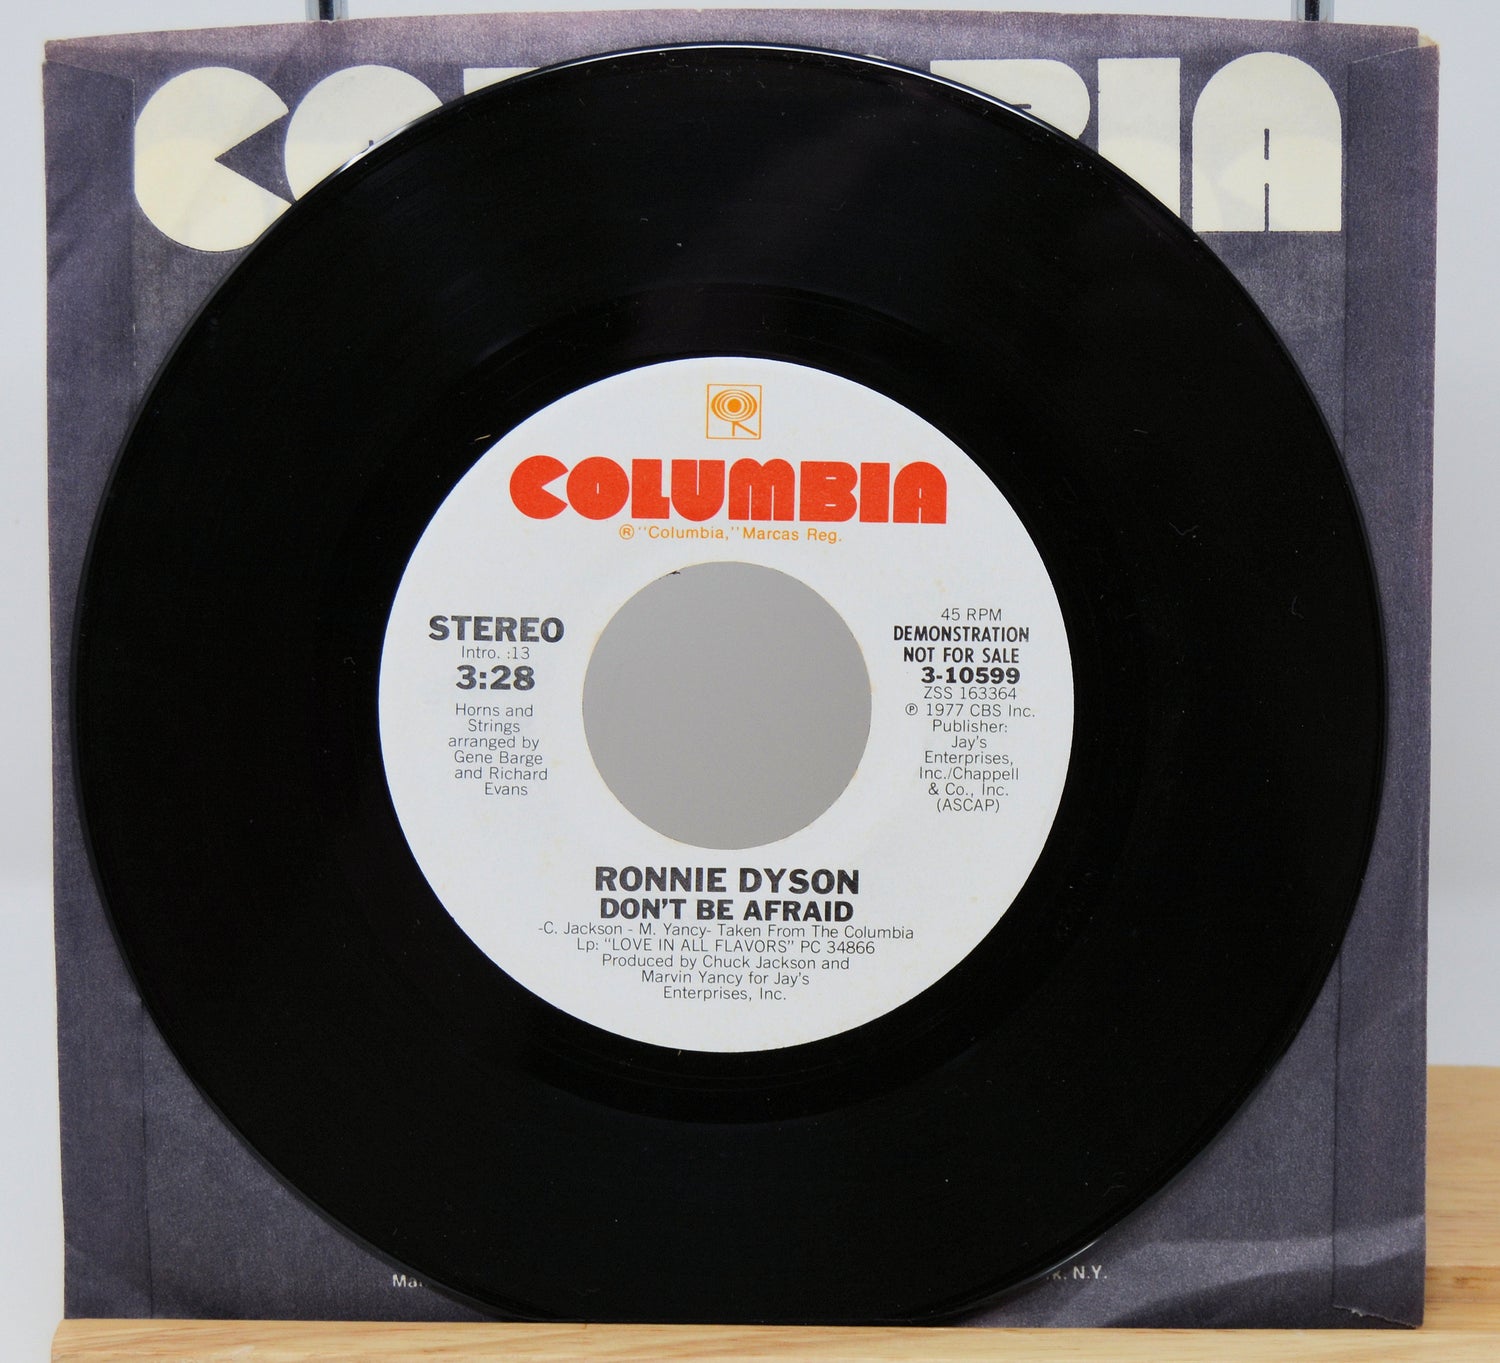 COLUMBIA
® "Columbia," Marcas Reg.
STEREO
Intro. :13
3:28
Horns and
Strings
arranged by
Gene Barge
and Richard
Evans
45 RPM
DEMONSTRATION
NOT FOR SALE
3-10599
ZSS 163364
℗ 1977 CBS Inc.
Publisher:
Jay's
Enterprises,
Inc./Chappell
& Co., Inc.
(ASCAP)
RONNIE DYSON
DON'T BE AFRAID
-C. Jackson - M. Yancy- Taken From The Columbia
Lp: "LOVE IN ALL FLAVORS" PC 34866
Produced by Chuck Jackson and
Marvin Yancy for Jay's
Enterprises, Inc.
N.Y.